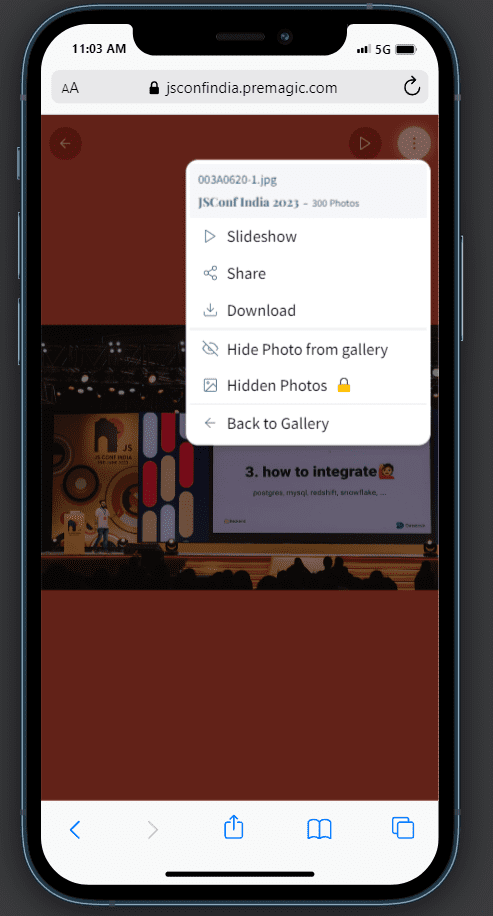 11:03 AM
5G
AA
jsconfindia.premagic.com
003A0620-1.jpg
JSConf India 2023 – 300 Photos
Slideshow
Share
Download
Hide Photo from gallery
Hidden Photos 🔒
Back to Gallery
JS
JSCONF INDIA
3. how to integrate🙋
postgres, mysql, redshift, snowflake, ...